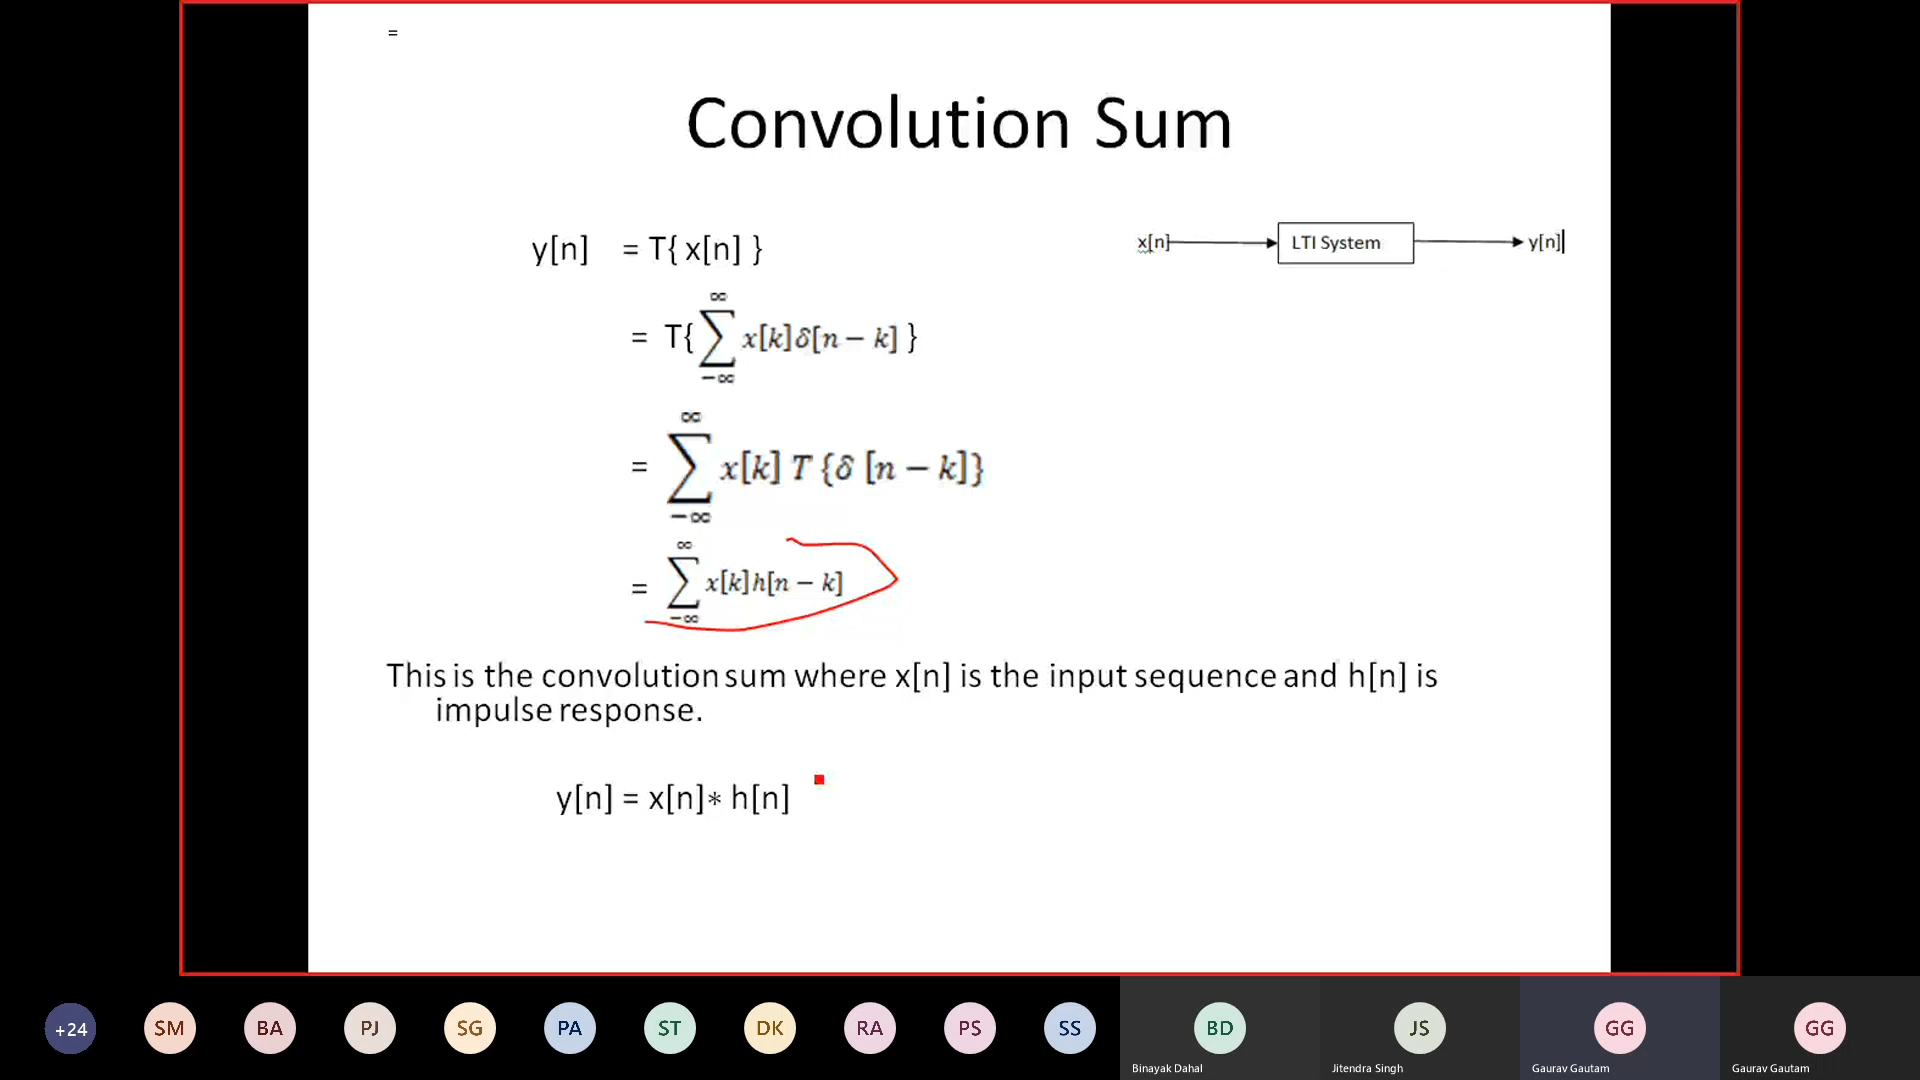 =
Convolution Sum
y[n] = T{ x[n] }
x[n] LTI System y[n]
= T{ ∞ ∑ −∞ x[k]δ[n − k] }
= ∞ ∑ −∞ x[k] T {δ [n − k]}
= ∞ ∑ −∞ x[k]h[n − k]
This is the convolution sum where x[n] is the input sequence and h[n] is
impulse response.
y[n] = x[n]* h[n]
+24 SM BA PJ SG PA ST DK RA PS SS BD JS GG GG
Binayak Dahal Jitendra Singh Gaurav Gautam Gaurav Gautam